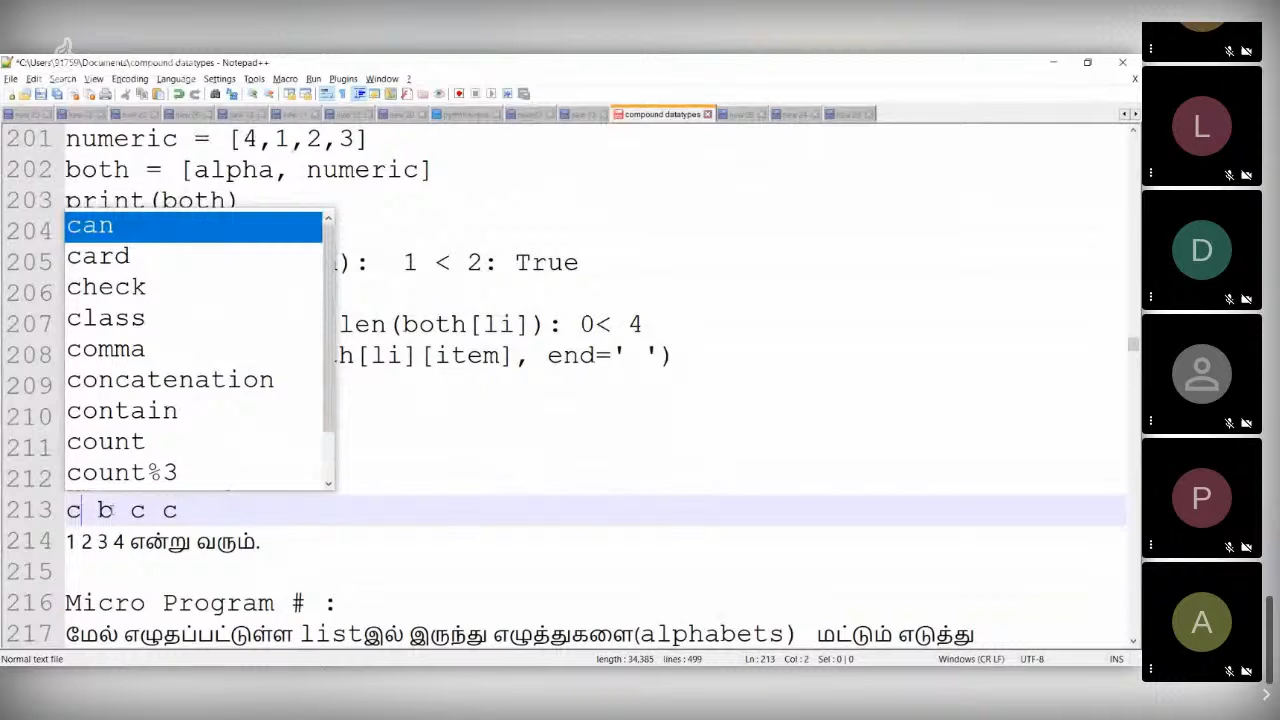 *C:\Users\91759\Documents\compound datatypes - Notepad++
File Edit Search View Encoding Language Settings Tools Macro Run Plugins Window ?
X
compound datatypes
201 numeric = [4,1,2,3]
202 both = [alpha, numeric]
203 print(both)
204
205 ): 1 < 2: True
206
207 len(both[li]): 0< 4
208 h[li][item], end=' ')
209
210
211
212
can
card
check
class
comma
concatenation
contain
count
count%3
213 c b c c
214 1 2 3 4 என்று வரும்.
215
216 Micro Program # :
217 மேல் எழுதப்பட்டுள்ள listஇல் இருந்து எழுத்துகளை(alphabets) மட்டும் எடுத்து
Normal text file length : 34,385 lines : 499 Ln : 213 Col : 2 Sel : 0 | 0 Windows (CR LF) UTF-8 INS
L
D
P
A